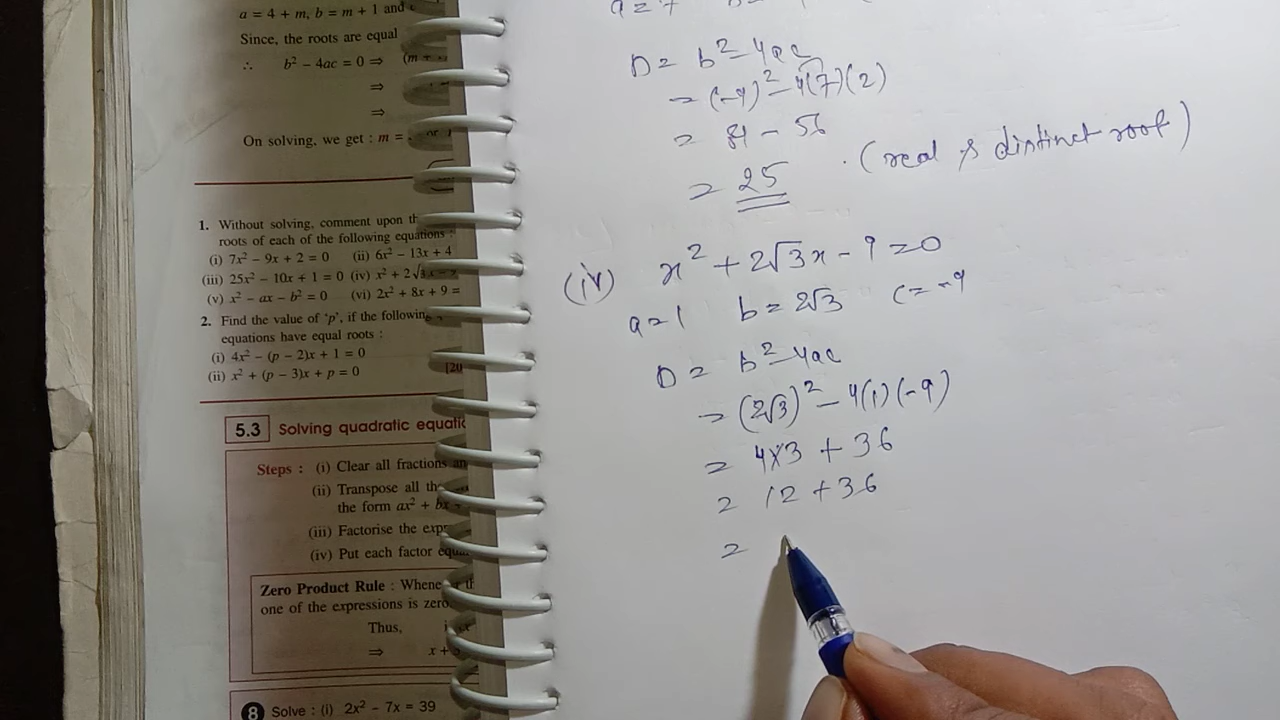 a = 4 + m, b = m + 1 and
Since, the roots are equal
∴ b² − 4ac = 0 ⇒ (m
⇒
⇒
On solving, we get : m =
1. Without solving, comment upon th
roots of each of the following equations :
(i) 7x² − 9x + 2 = 0 (ii) 6x² − 13x + 4
(iii) 25x² − 10x + 1 = 0 (iv) x² + 2√3x − 9
(v) x² − ax − b² = 0 (vi) 2x² + 8x + 9 =
2. Find the value of 'p', if the following
equations have equal roots :
(i) 4x² − (p − 2)x + 1 = 0
(ii) x² + (p − 3)x + p = 0 [20
5.3 Solving quadratic equati
Steps : (i) Clear all fractions an
(ii) Transpose all th
the form ax² + bx
(iii) Factorise the expr
(iv) Put each factor equa
Zero Product Rule : Whene
one of the expressions is zero
Thus,
⇒ x +
8 Solve : (i) 2x² − 7x = 39
a = 7
D = b² − 4ac
= (−9)² − 4(7)(2)
= 81 − 56
= 25 (real & distinct root)
(iv) x² + 2√3x − 9 = 0
a = 1 b = 2√3 c = −9
D = b² − 4ac
= (2√3)² − 4(1)(−9)
= 4×3 + 36
= 12 + 36
=